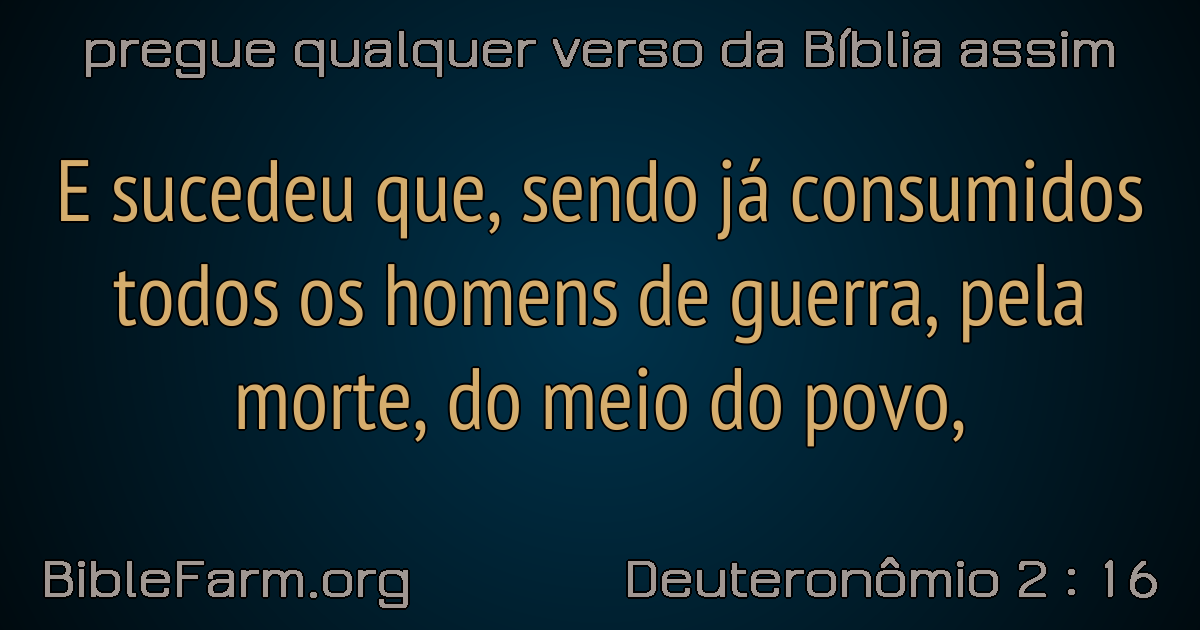 pregue qualquer verso da Bíblia assim
E sucedeu que, sendo já consumidos
todos os homens de guerra, pela
morte, do meio do povo,
BibleFarm.org
Deuteronômio 2 : 16